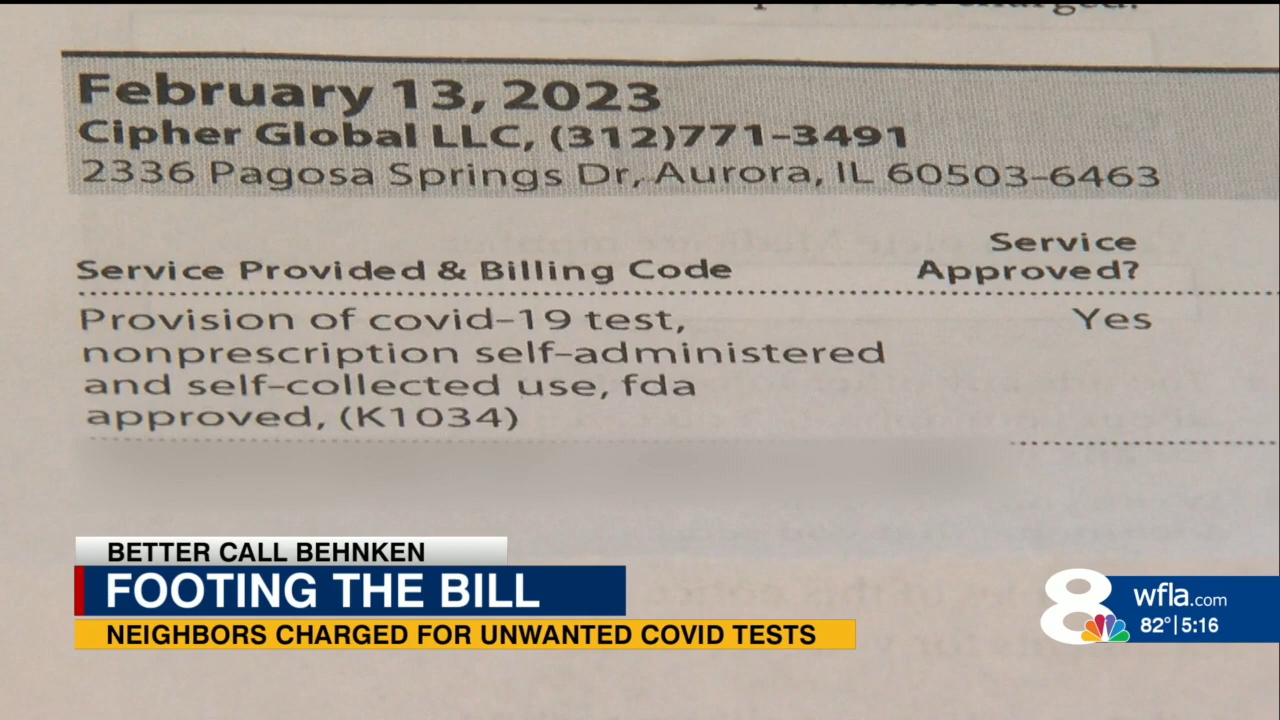 charged.
February 13, 2023
Cipher Global LLC, (312)771-3491
2336 Pagosa Springs Dr, Aurora, IL 60503-6463
Service
Service Provided & Billing Code Approved?
Provision of covid-19 test, Yes
nonprescription self-administered
and self-collected use, fda
approved, (K1034)
BETTER CALL BEHNKEN
FOOTING THE BILL
NEIGHBORS CHARGED FOR UNWANTED COVID TESTS
8
wfla.com
82° | 5:16